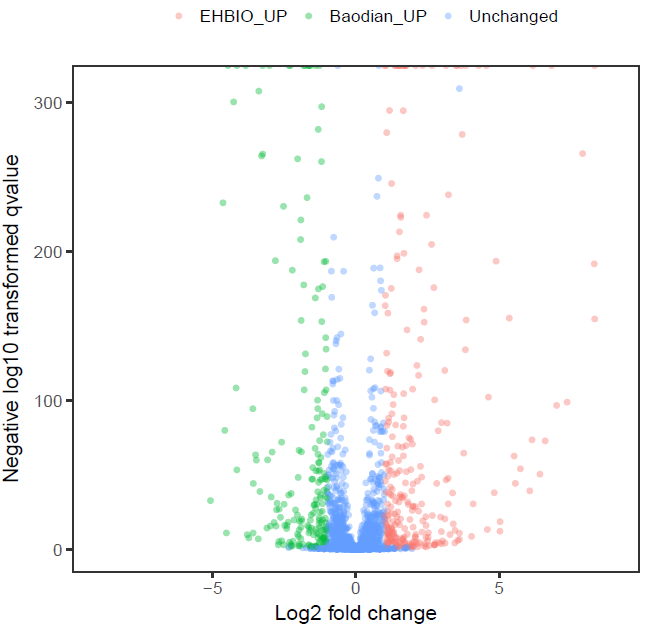 EHBIO_UP Baodian_UP Unchanged
Negative log10 transformed qvalue
300
200
100
0
−5 0 5
Log2 fold change